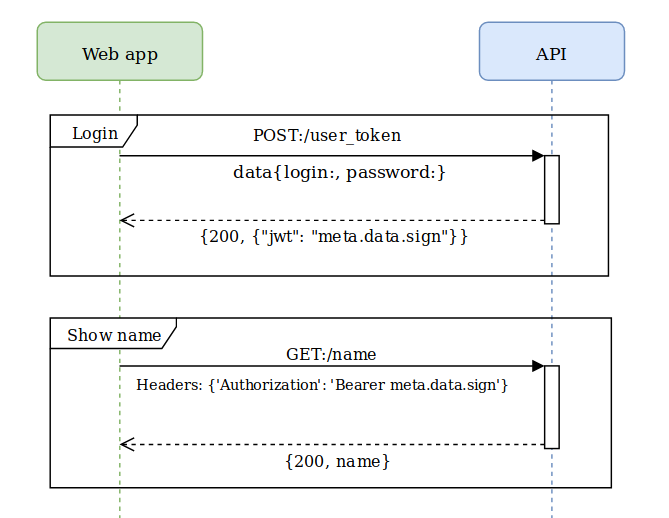 Web app
API
Login
POST:/user_token
data{login:, password:}
{200, {"jwt": "meta.data.sign"}}
Show name
GET:/name
Headers: {'Authorization': 'Bearer meta.data.sign'}
{200, name}